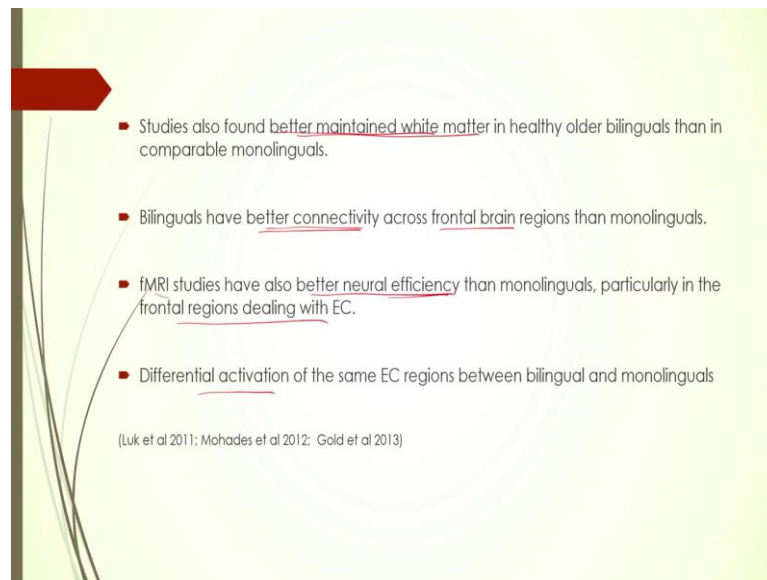 Studies also found better maintained white matter in healthy older bilinguals than in
comparable monolinguals.
Bilinguals have better connectivity across frontal brain regions than monolinguals.
fMRI studies have also better neural efficiency than monolinguals, particularly in the
frontal regions dealing with EC.
Differential activation of the same EC regions between bilingual and monolinguals
(Luk et al 2011; Mohades et al 2012; Gold et al 2013)